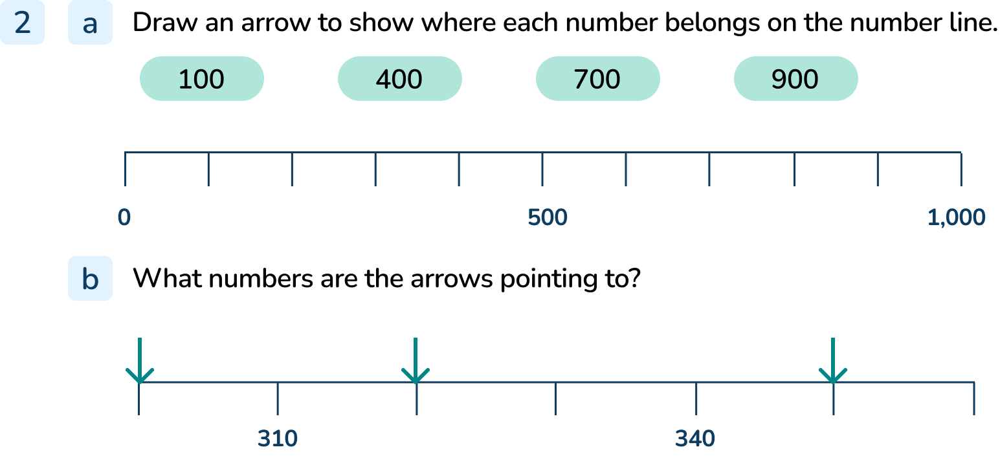 2 a Draw an arrow to show where each number belongs on the number line.
100 400 700 900
0 500 1,000
b What numbers are the arrows pointing to?
310 340